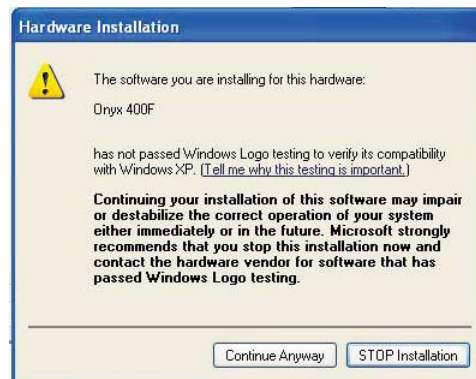 Hardware Installation
The software you are installing for this hardware:
Onyx 400F
has not passed Windows Logo testing to verify its compatibility
with Windows XP. (Tell me why this testing is important.)
Continuing your installation of this software may impair
or destabilize the correct operation of your system
either immediately or in the future. Microsoft strongly
recommends that you stop this installation now and
contact the hardware vendor for software that has
passed Windows Logo testing.
Continue Anyway STOP Installation